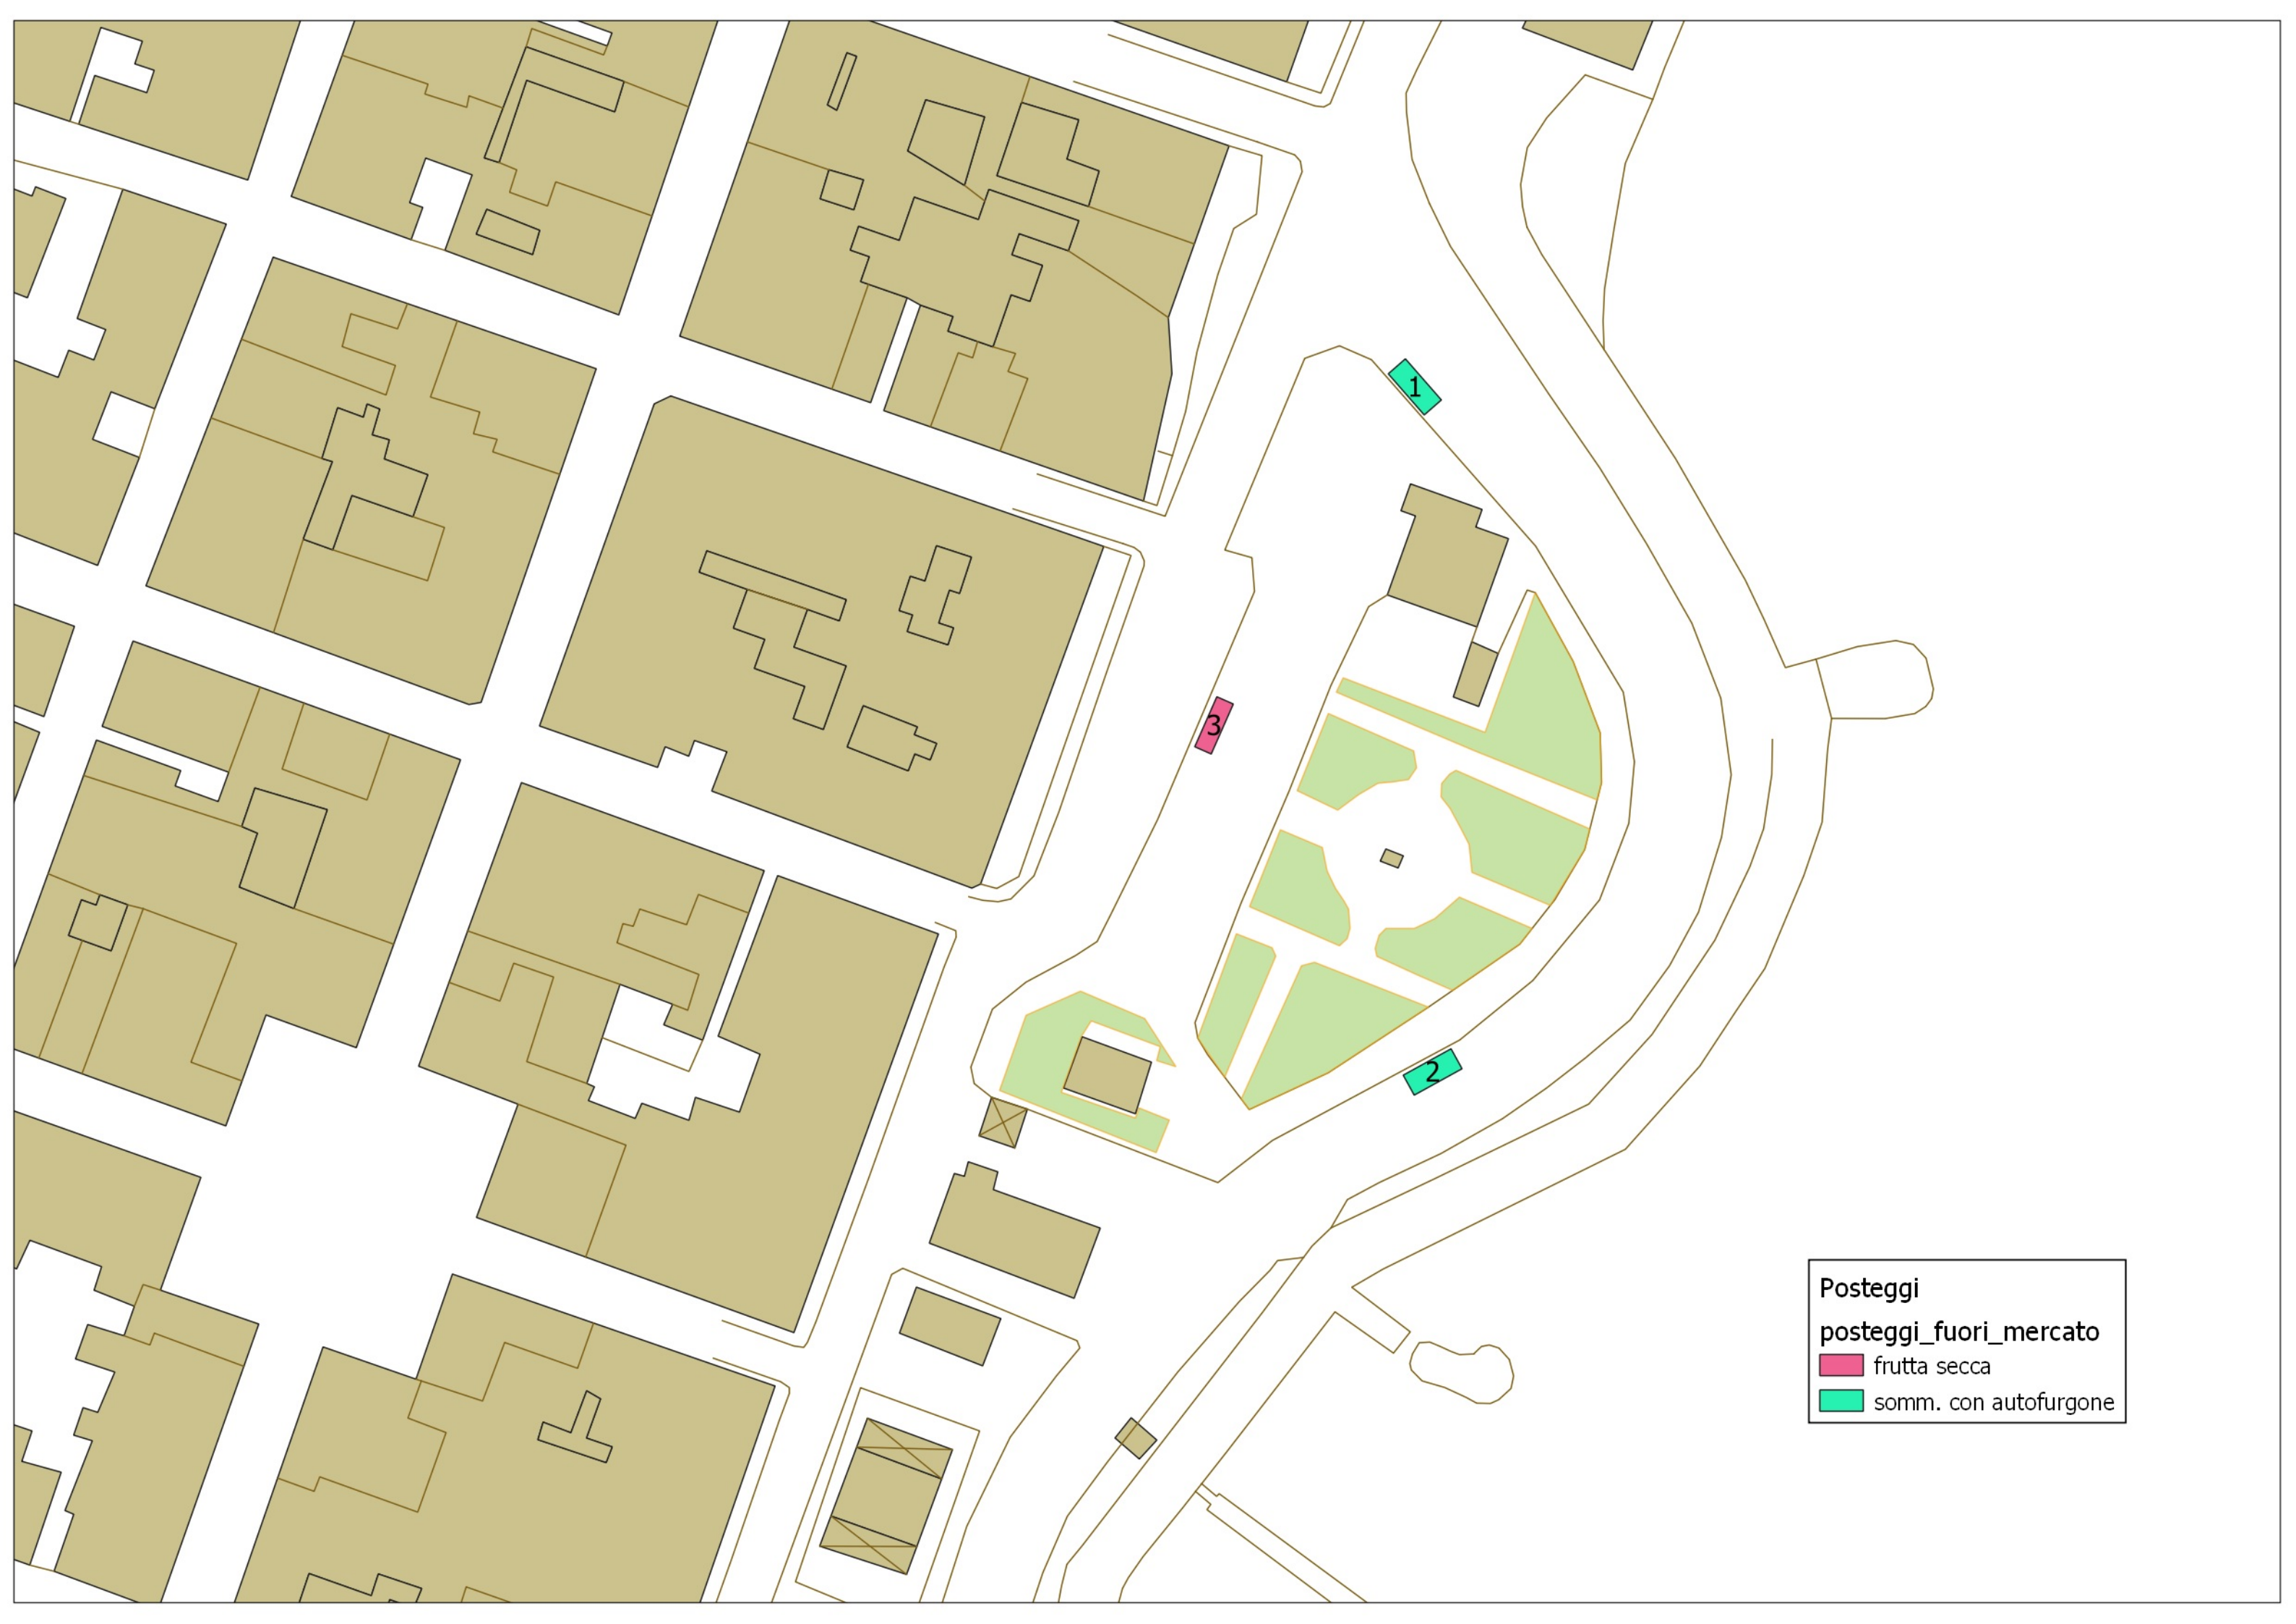 1
3
2
Posteggi
posteggi_fuori_mercato
frutta secca
somm. con autofurgone